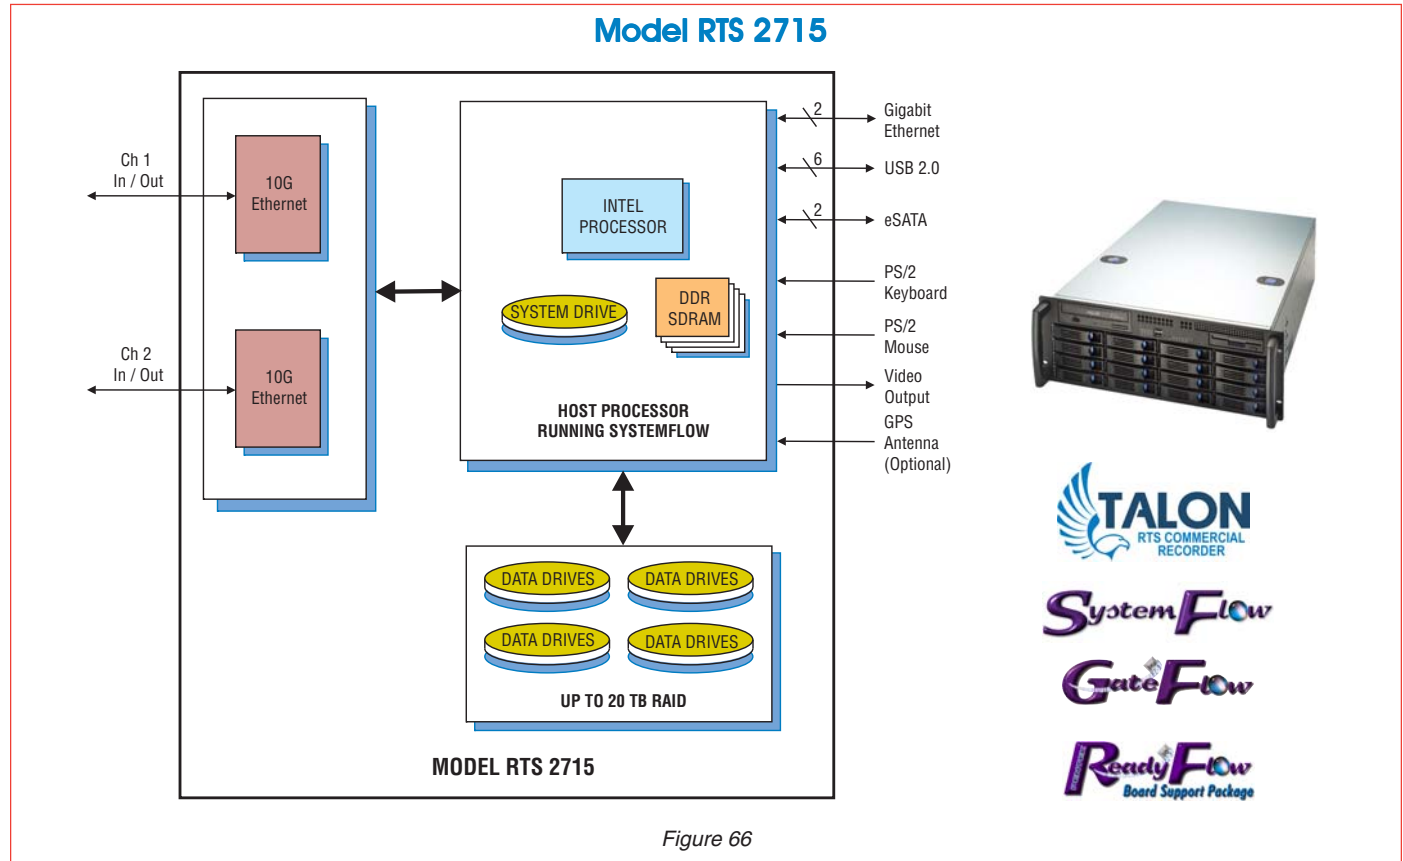 Model RTS 2715
Ch 1
In / Out
10G
Ethernet
Ch 2
In / Out
10G
Ethernet
INTEL
PROCESSOR
SYSTEM DRIVE
DDR
SDRAM
HOST PROCESSOR
RUNNING SYSTEMFLOW
2
Gigabit
Ethernet
6
USB 2.0
2
eSATA
PS/2
Keyboard
PS/2
Mouse
Video
Output
GPS
Antenna
(Optional)
DATA DRIVES
DATA DRIVES
DATA DRIVES
DATA DRIVES
UP TO 20 TB RAID
MODEL RTS 2715
TALON
RTS COMMERCIAL
RECORDER
SystemFlow
GateFlow
ReadyFlow
Board Support Package
Figure 66